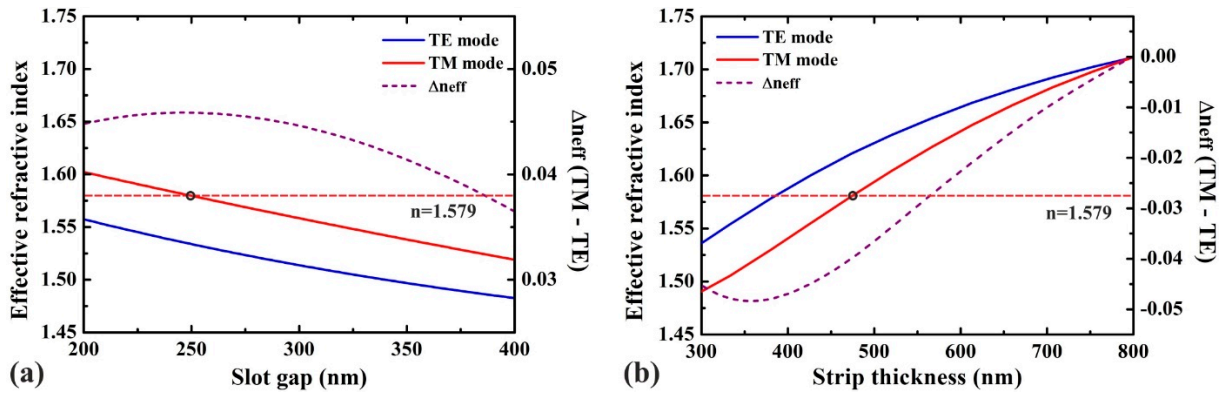 Effective refractive index
1.75
1.70
1.65
1.60
1.55
1.50
1.45
TE mode
TM mode
Δneff
n=1.579
0.05
0.04
0.03
Δneff (TM - TE)
200
250
300
350
400
Slot gap (nm)
(a)
Effective refractive index
1.75
1.70
1.65
1.60
1.55
1.50
1.45
TE mode
TM mode
Δneff
n=1.579
0.00
-0.01
-0.02
-0.03
-0.04
-0.05
Δneff (TM - TE)
300
400
500
600
700
800
Strip thickness (nm)
(b)